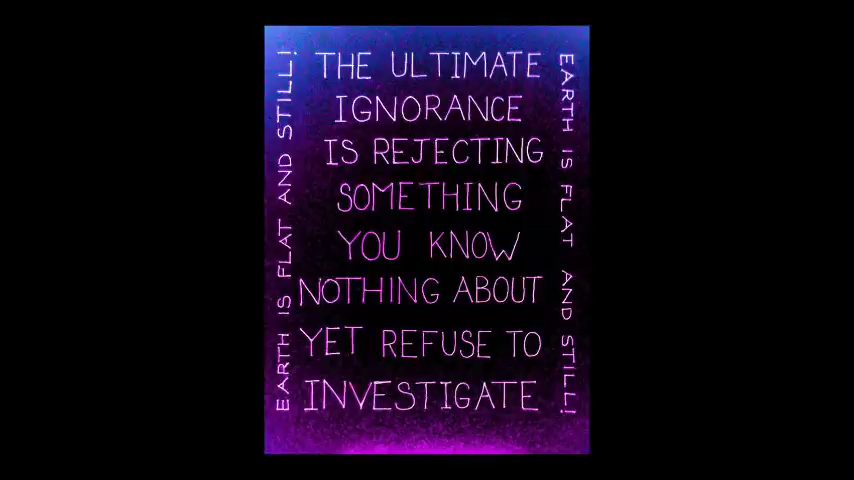 EARTH IS FLAT AND STILL!
THE ULTIMATE
IGNORANCE
IS REJECTING
SOMETHING
YOU KNOW
NOTHING ABOUT
YET REFUSE TO
INVESTIGATE
EARTH IS FLAT AND STILL!